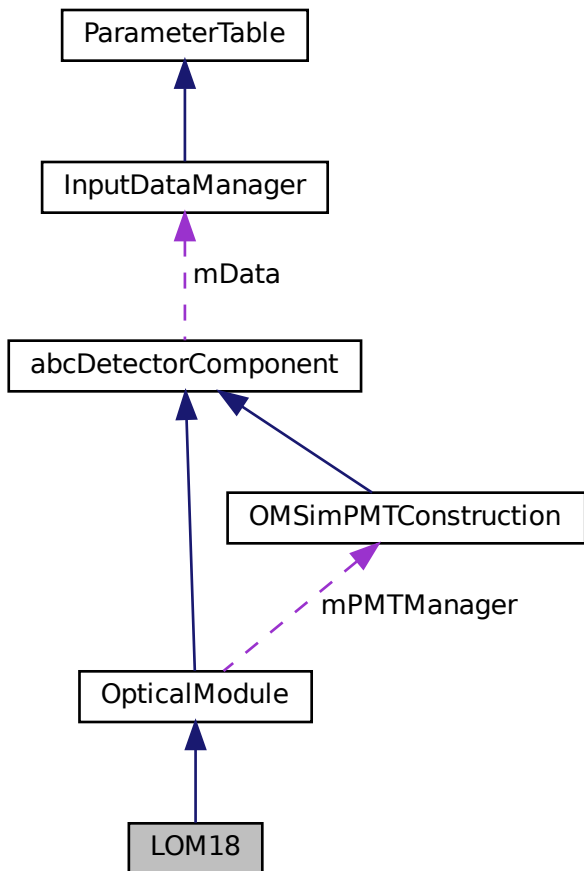 ParameterTable
InputDataManager
mData
abcDetectorComponent
OMSimPMTConstruction
mPMTManager
OpticalModule
LOM18